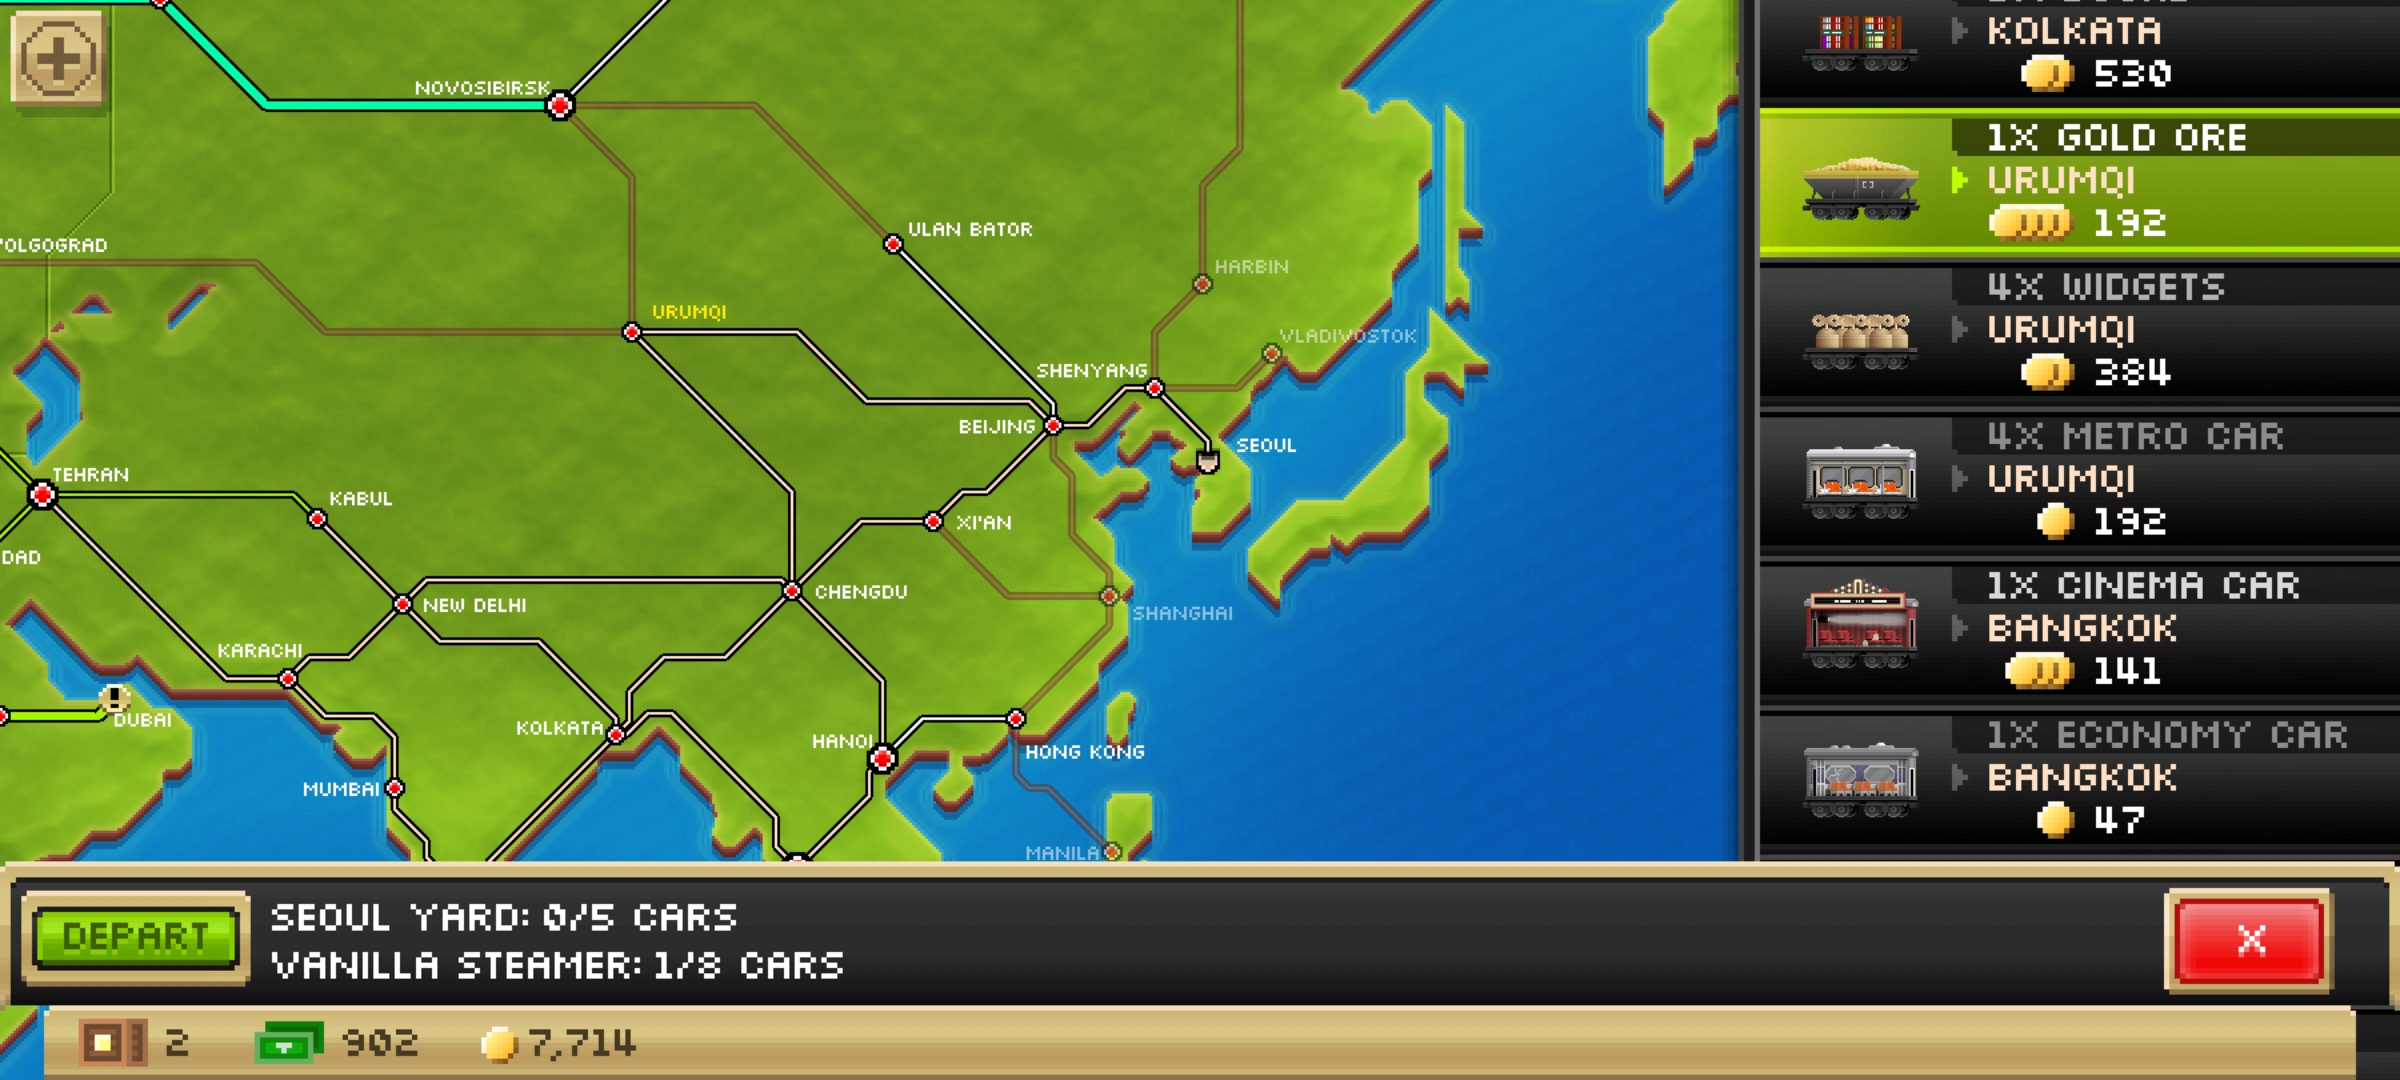 NOVOSIBIRSK
ULAN BATOR
OLGOGRAD
HARBIN
URUMQI
VLADIVOSTOK
SHENYANG
BEIJING
SEOUL
TEHRAN
KABUL
XI'AN
DAD
CHENGDU
NEW DELHI
SHANGHAI
KARACHI
DUBAI
KOLKATA
HANOI
HONG KONG
MUMBAI
MANILA
KOLKATA
530
1X GOLD ORE
URUMQI
192
4X WIDGETS
URUMQI
384
4X METRO CAR
URUMQI
192
1X CINEMA CAR
BANGKOK
141
1X ECONOMY CAR
BANGKOK
47
DEPART
SEOUL YARD: 0/5 CARS
VANILLA STEAMER: 1/8 CARS
X
2
902
7,714